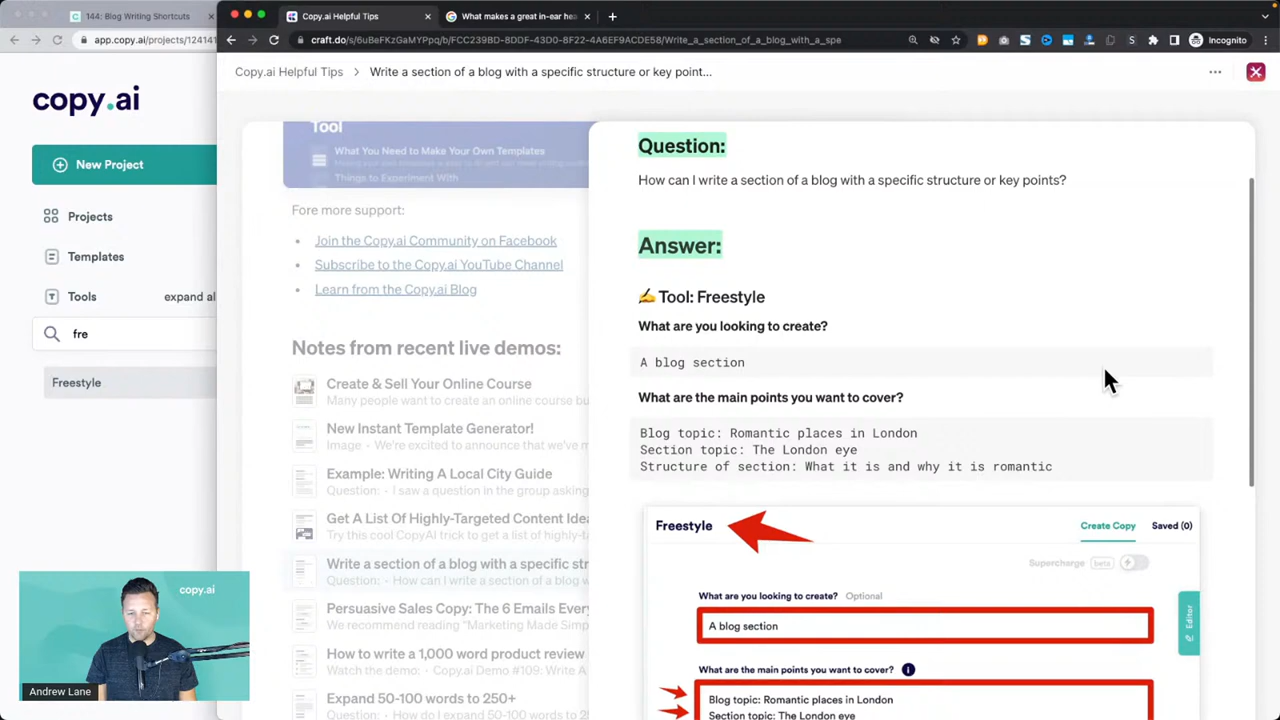 144: Blog Writing Shortcuts
Copy.ai Helpful Tips
What makes a great in-ear hea
app.copy.ai/projects/124141
craft.do/s/6uBeFKzGaMYPpq/b/FCC239BD-8DDF-43D0-8F22-4A6EF9ACDE58/Write_a_section_of_a_blog_with_a_spe
Incognito
Copy.ai Helpful Tips > Write a section of a blog with a specific structure or key point...
copy.ai
New Project
Projects
Templates
Tools
expand al
fre
Freestyle
Tool
What You Need to Make Your Own Templates
Things to Experiment With
Fore more support:
• Join the Copy.ai Community on Facebook
• Subscribe to the Copy.ai YouTube Channel
• Learn from the Copy.ai Blog
Notes from recent live demos:
Create & Sell Your Online Course
Many people want to create an online course bu
New Instant Template Generator!
Image • We're excited to announce that we've m
Example: Writing A Local City Guide
Question: • I saw a question in the group asking
Get A List Of Highly-Targeted Content Idea
Try this cool CopyAI trick to get a list of highly-ta
Write a section of a blog with a specific str
Question: • How can I write a section of a blog w
Persuasive Sales Copy: The 6 Emails Every
We recommend reading "Marketing Made Simp
How to write a 1,000 word product review
Watch the demo: • Copy.ai Demo #109: Write A
Expand 50-100 words to 250+
Question: • How do I expand 50-100 words to 2
Question:
How can I write a section of a blog with a specific structure or key points?
Answer:
✍️ Tool: Freestyle
What are you looking to create?
A blog section
What are the main points you want to cover?
Blog topic: Romantic places in London
Section topic: The London eye
Structure of section: What it is and why it is romantic
Freestyle
Create Copy
Saved (0)
Supercharge beta
What are you looking to create? Optional
A blog section
Editor
What are the main points you want to cover?
Blog topic: Romantic places in London
Section topic: The London eye
copy.ai
Andrew Lane